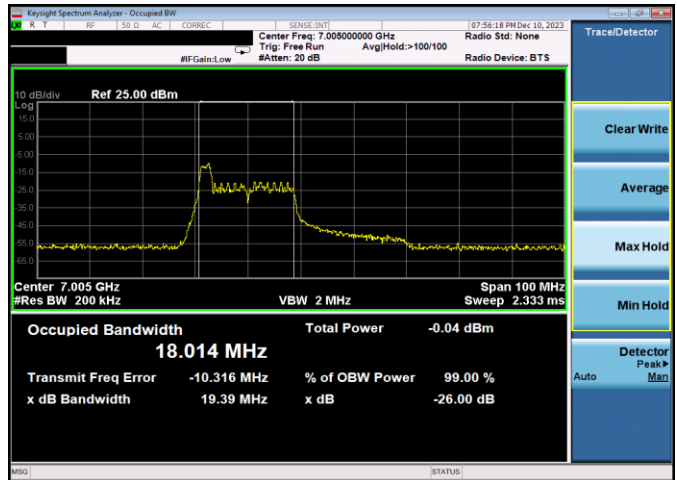 Keysight Spectrum Analyzer - Occupied BW
R T RF 50 Ω AC CORREC SENSE:INT 07:56:18 PM Dec 10, 2023
Center Freq: 7.005000000 GHz Radio Std: None
Trig: Free Run Avg|Hold:>100/100
#IFGain:Low #Atten: 20 dB Radio Device: BTS
10 dB/div Ref 25.00 dBm
Log
15.0
5.00
-5.00
-15.0
-25.0
-35.0
-45.0
-55.0
-65.0
Center 7.005 GHz Span 100 MHz
#Res BW 200 kHz VBW 2 MHz Sweep 2.333 ms
Occupied Bandwidth Total Power -0.04 dBm
18.014 MHz
Transmit Freq Error -10.316 MHz % of OBW Power 99.00 %
x dB Bandwidth 19.39 MHz x dB -26.00 dB
MSG STATUS
Trace/Detector
Clear Write
Average
Max Hold
Min Hold
Detector
Peak▶
Auto Man